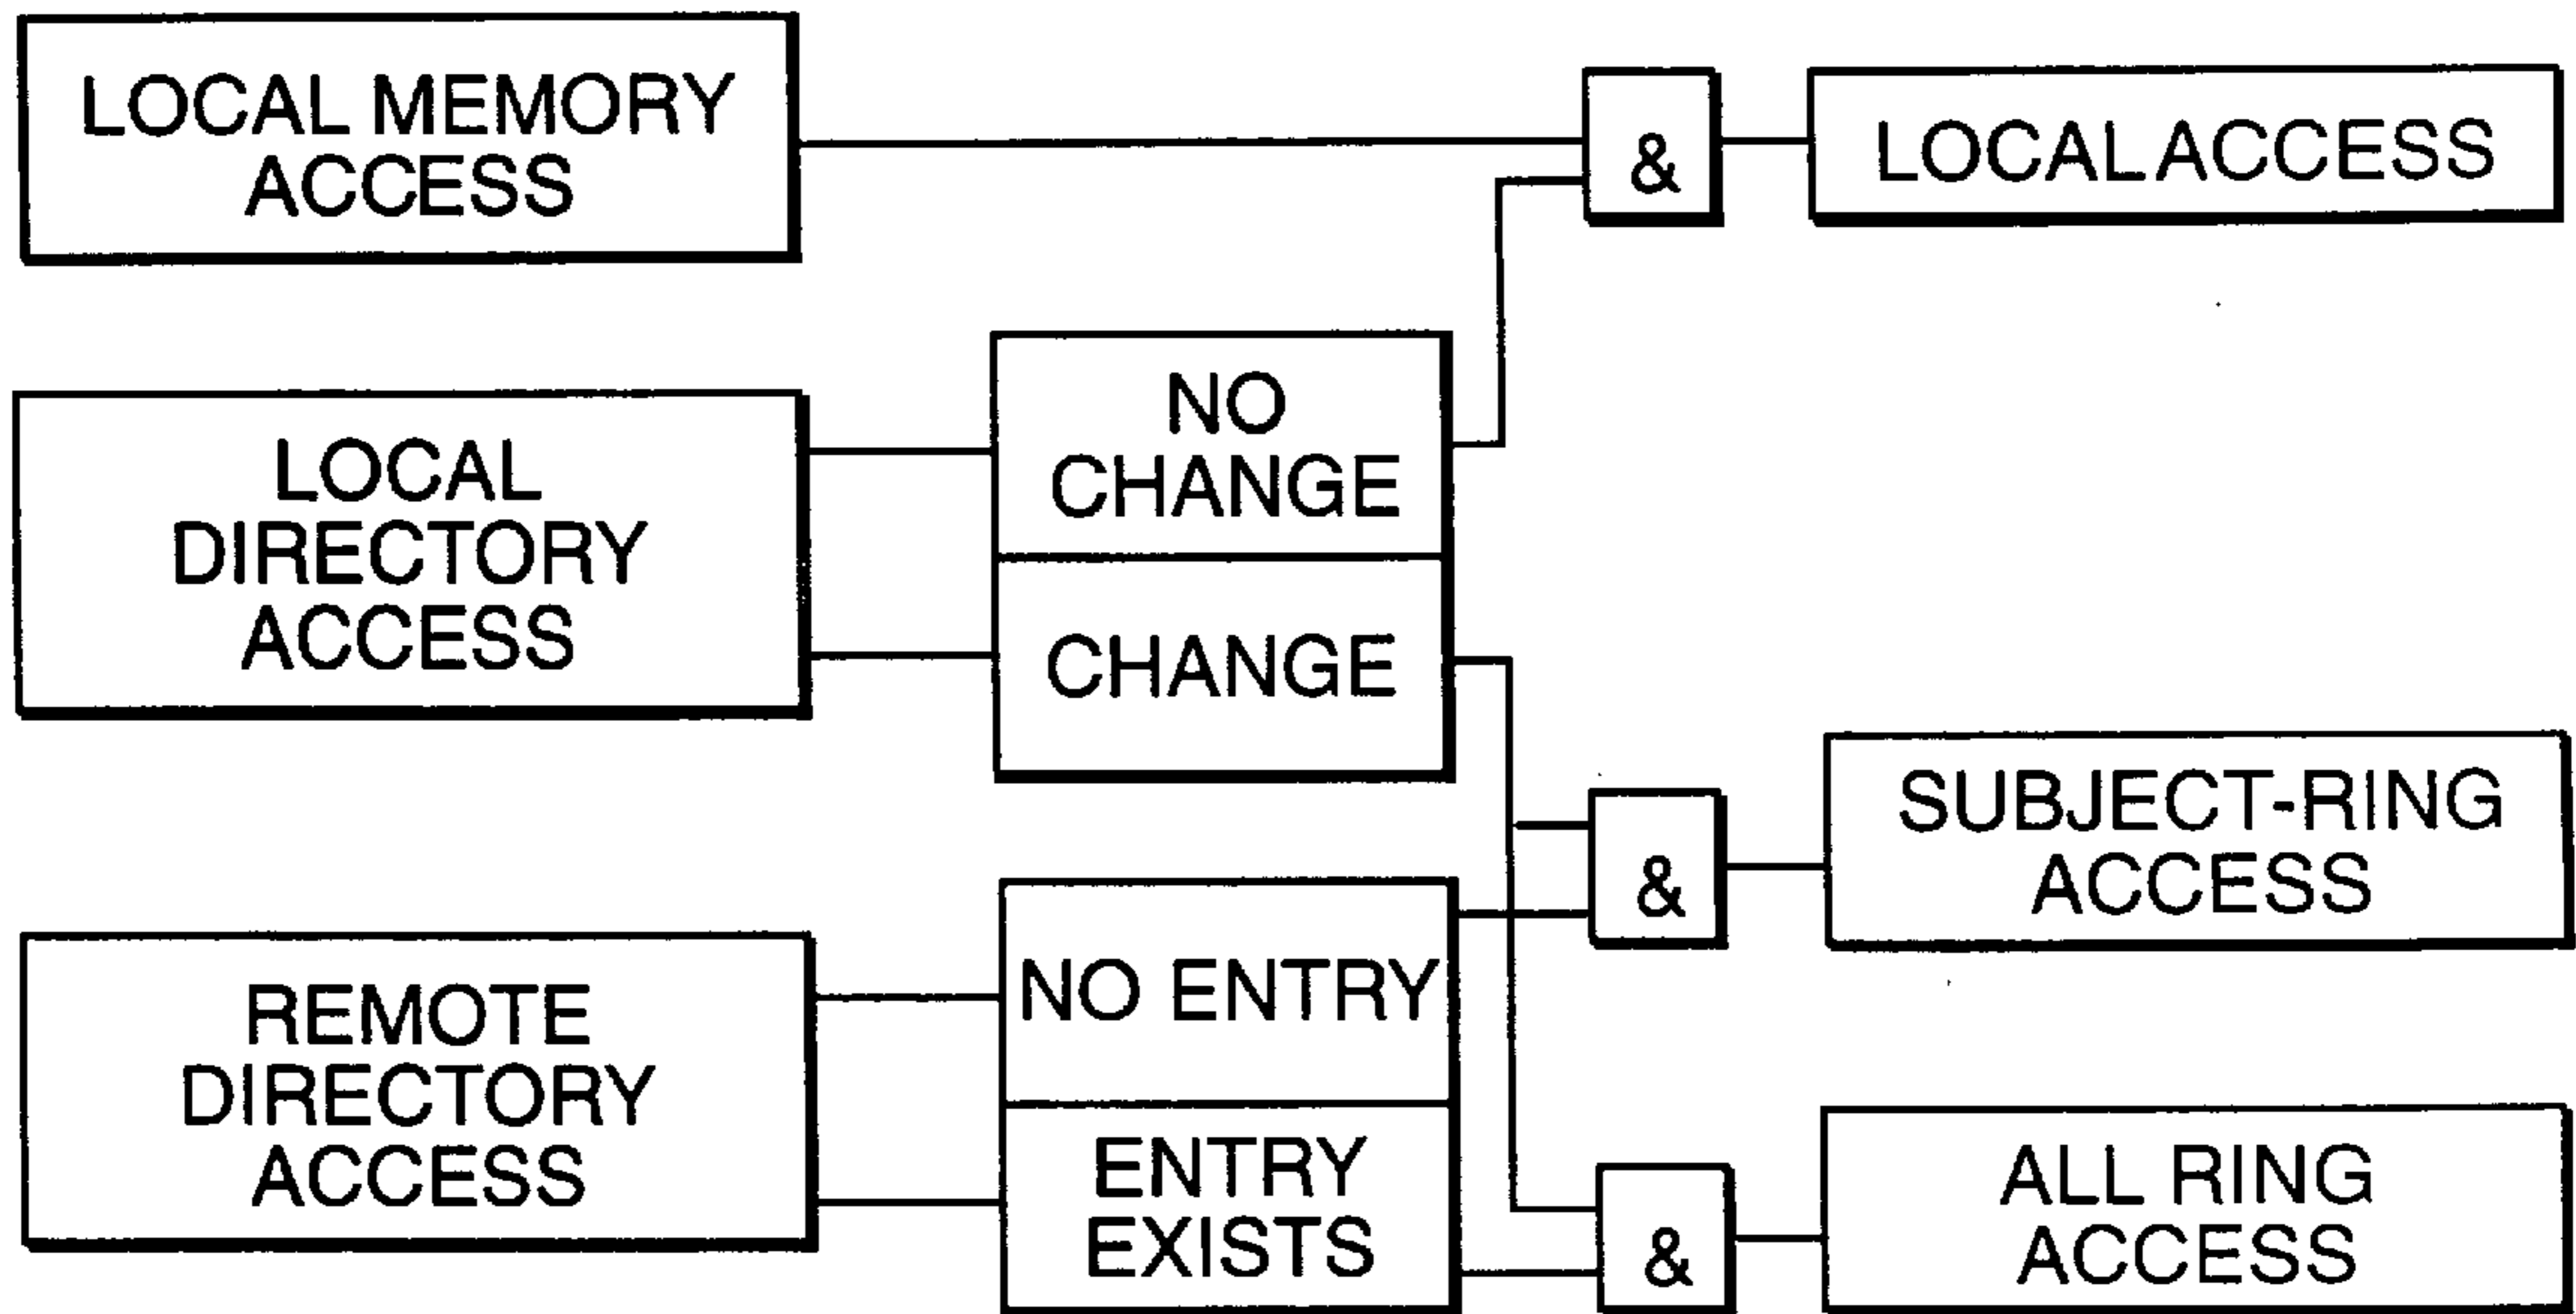 LOCAL MEMORY
ACCESS
&
LOCAL ACCESS
LOCAL
DIRECTORY
ACCESS
NO
CHANGE
CHANGE
&
SUBJECT-RING
ACCESS
REMOTE
DIRECTORY
ACCESS
NO ENTRY
ENTRY
EXISTS
&
ALL RING
ACCESS